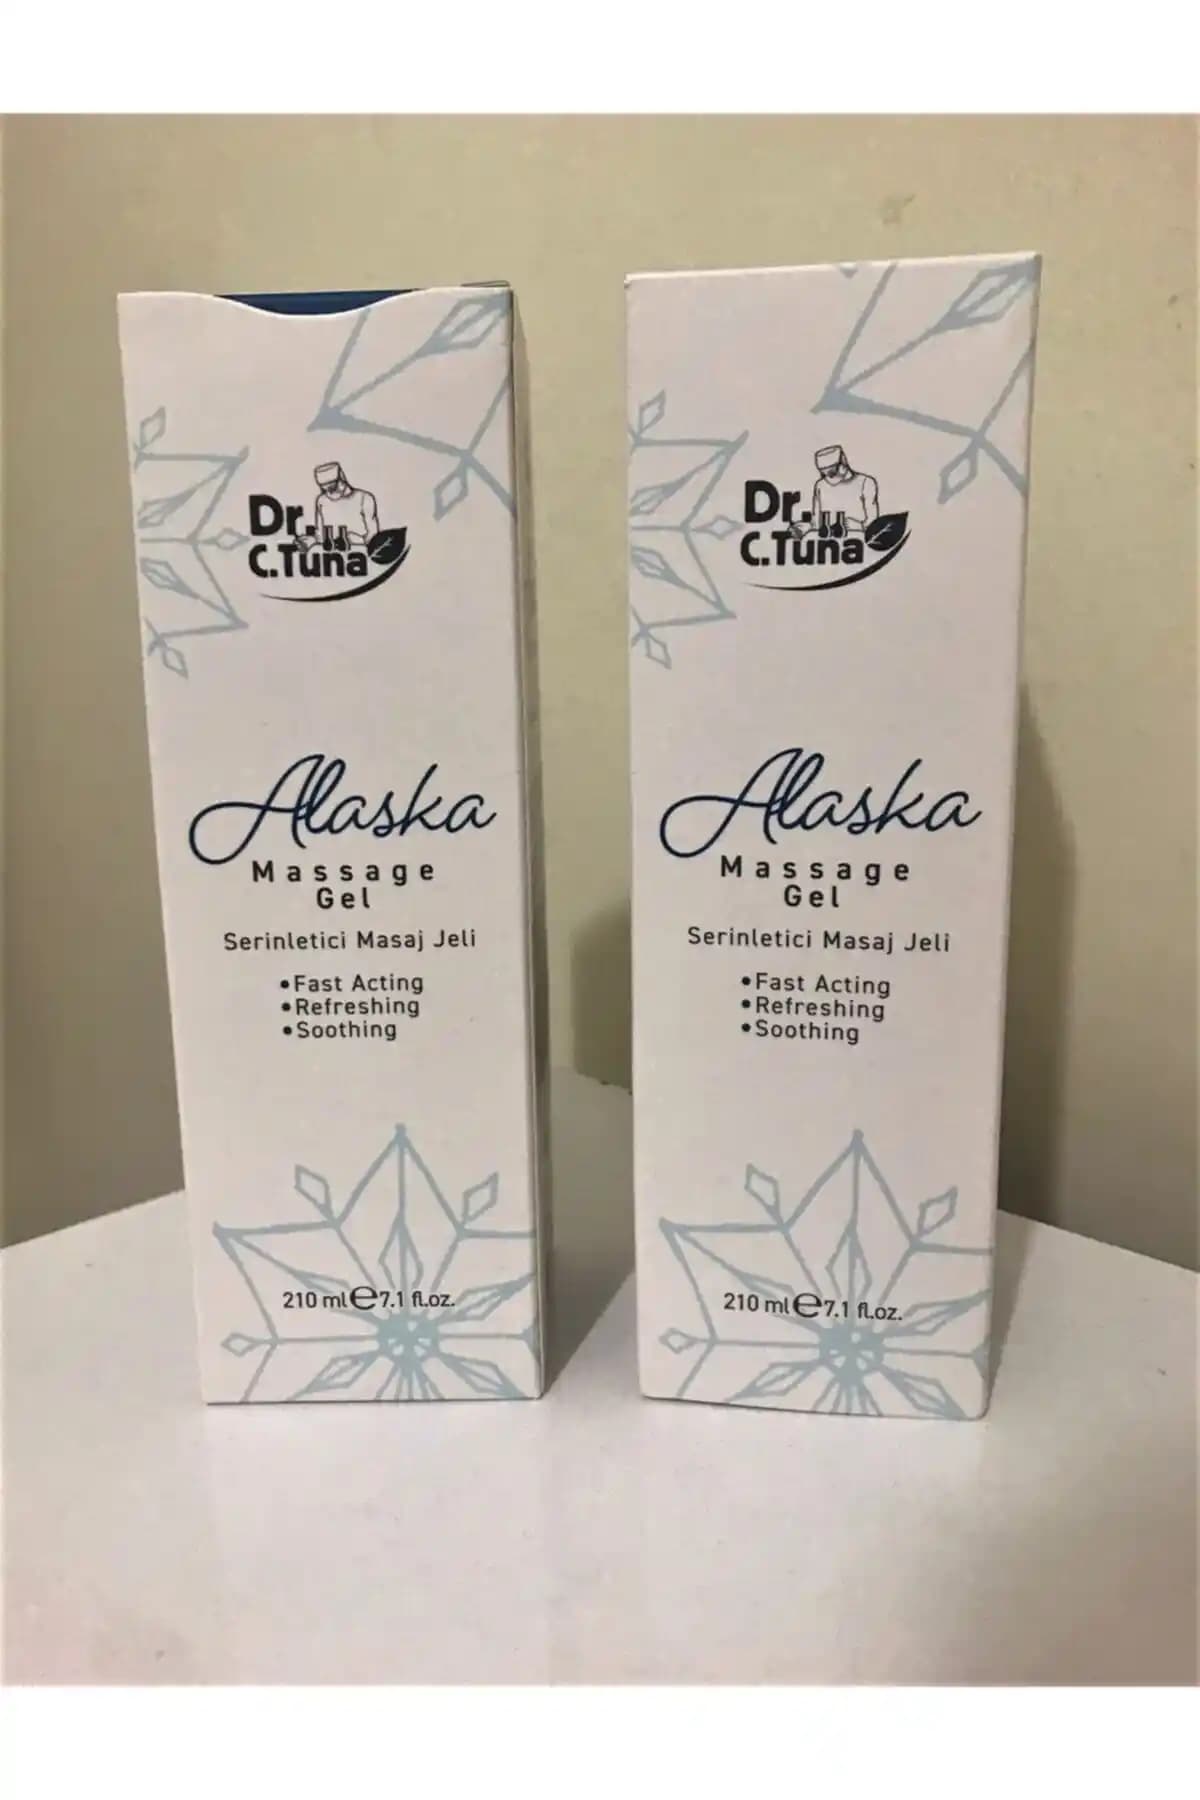 Dr.
C.Tuna
Alaska
Massage
Gel
Serinletici Masaj Jeli
•Fast Acting
•Refreshing
•Soothing
210 ml℮7.1 fl.oz.
Dr.
C.Tuna
Alaska
Massage
Gel
Serinletici Masaj Jeli
•Fast Acting
•Refreshing
•Soothing
210 ml℮7.1 fl.oz.